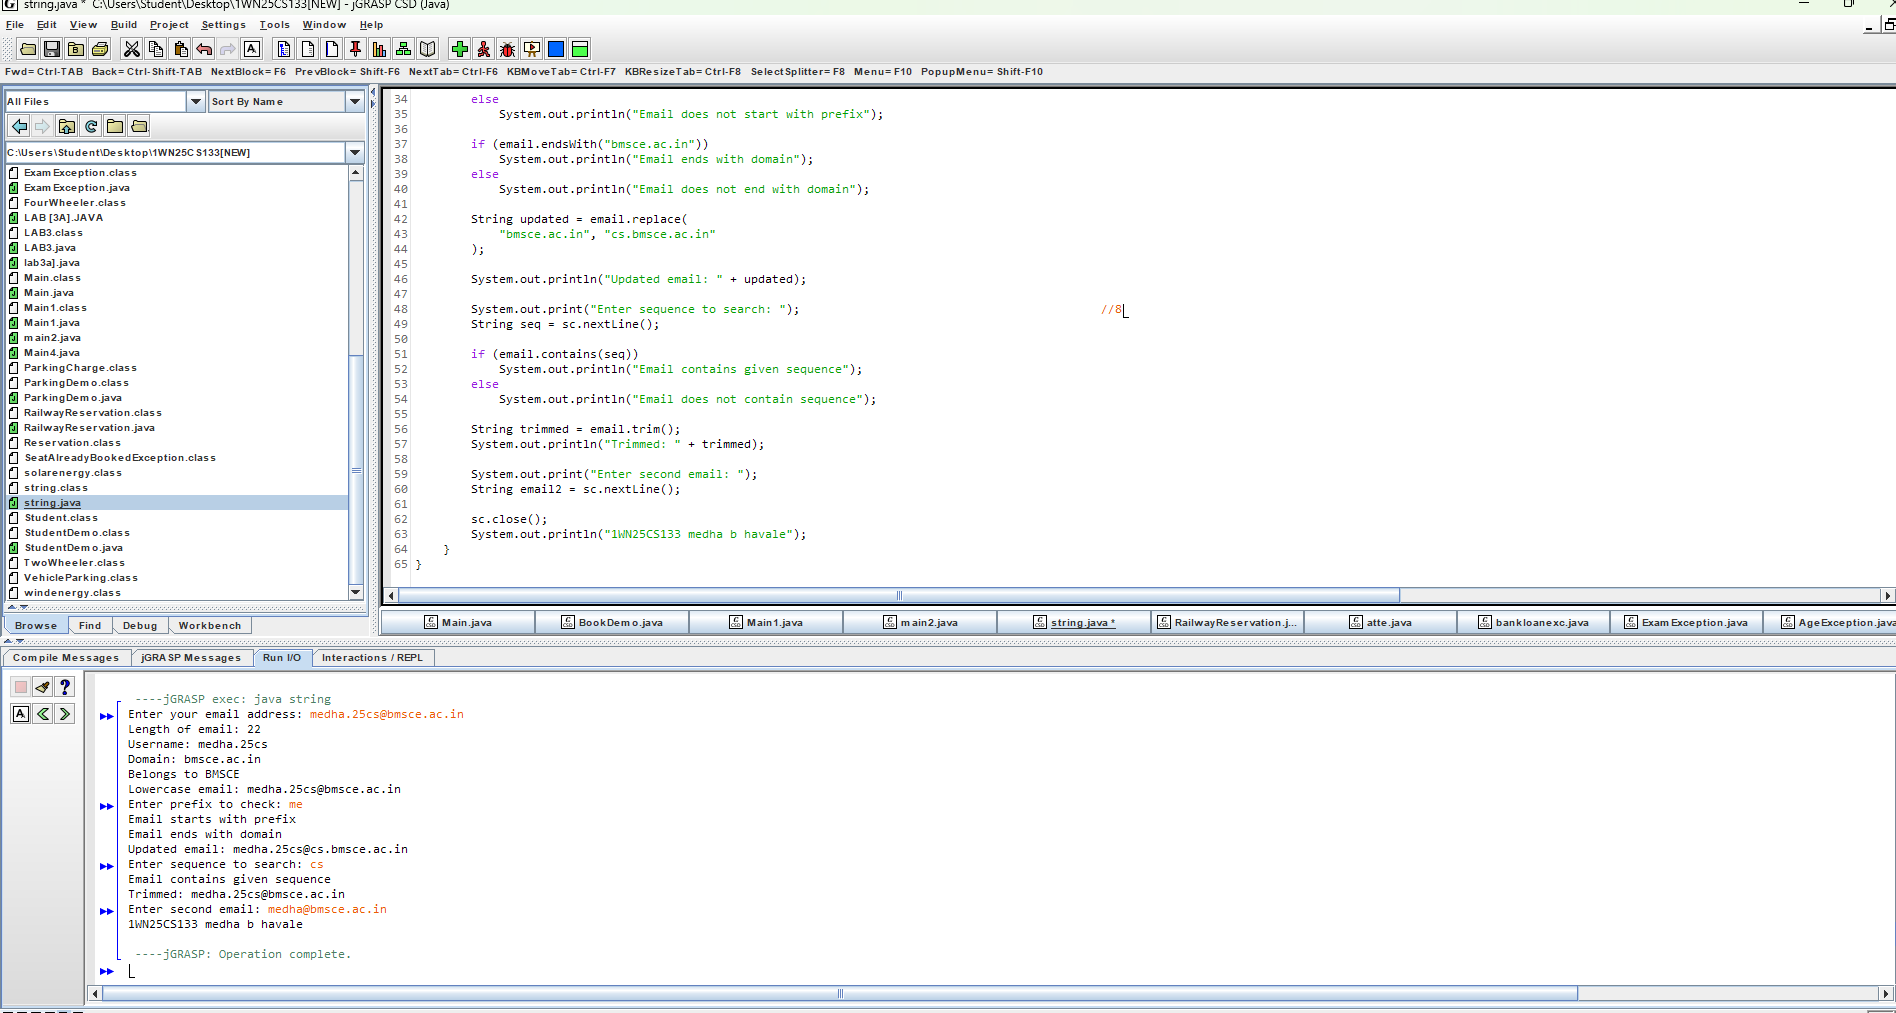 string.java * C:\Users\Student\Desktop\1WN25CS133[NEW] - jGRASP CSD (Java)
File Edit View Build Project Settings Tools Window Help
Fwd= Ctrl-TAB Back= Ctrl-Shift-TAB NextBlock= F6 PrevBlock= Shift-F6 NextTab= Ctrl-F6 KBMoveTab= Ctrl-F7 KBResizeTab= Ctrl-F8 SelectSplitter= F8 Menu= F10 PopupMenu= Shift-F10
All Files
Sort By Name
C:\Users\Student\Desktop\1WN25CS133[NEW]
ExamException.class
ExamException.java
FourWheeler.class
LAB [3A].JAVA
LAB3.class
LAB3.java
lab3a].java
Main.class
Main.java
Main1.class
Main1.java
main2.java
Main4.java
ParkingCharge.class
ParkingDemo.class
ParkingDemo.java
RailwayReservation.class
RailwayReservation.java
Reservation.class
SeatAlreadyBookedException.class
solarenergy.class
string.class
string.java
Student.class
StudentDemo.class
StudentDemo.java
TwoWheeler.class
VehicleParking.class
windenergy.class
Browse Find Debug Workbench
34 else
35 System.out.println("Email does not start with prefix");
36
37 if (email.endsWith("bmsce.ac.in"))
38 System.out.println("Email ends with domain");
39 else
40 System.out.println("Email does not end with domain");
41
42 String updated = email.replace(
43 "bmsce.ac.in", "cs.bmsce.ac.in"
44 );
45
46 System.out.println("Updated email: " + updated);
47
48 System.out.print("Enter sequence to search: "); //8
49 String seq = sc.nextLine();
50
51 if (email.contains(seq))
52 System.out.println("Email contains given sequence");
53 else
54 System.out.println("Email does not contain sequence");
55
56 String trimmed = email.trim();
57 System.out.println("Trimmed: " + trimmed);
58
59 System.out.print("Enter second email: ");
60 String email2 = sc.nextLine();
61
62 sc.close();
63 System.out.println("1WN25CS133 medha b havale");
64 }
65 }
Main.java BookDemo.java Main1.java main2.java string.java * RailwayReservation.j... atte.java bankloanexc.java ExamException.java AgeException.java
Compile Messages jGRASP Messages Run I/O Interactions / REPL
----jGRASP exec: java string
Enter your email address: medha.25cs@bmsce.ac.in
Length of email: 22
Username: medha.25cs
Domain: bmsce.ac.in
Belongs to BMSCE
Lowercase email: medha.25cs@bmsce.ac.in
Enter prefix to check: me
Email starts with prefix
Email ends with domain
Updated email: medha.25cs@cs.bmsce.ac.in
Enter sequence to search: cs
Email contains given sequence
Trimmed: medha.25cs@bmsce.ac.in
Enter second email: medha@bmsce.ac.in
1WN25CS133 medha b havale
----jGRASP: Operation complete.